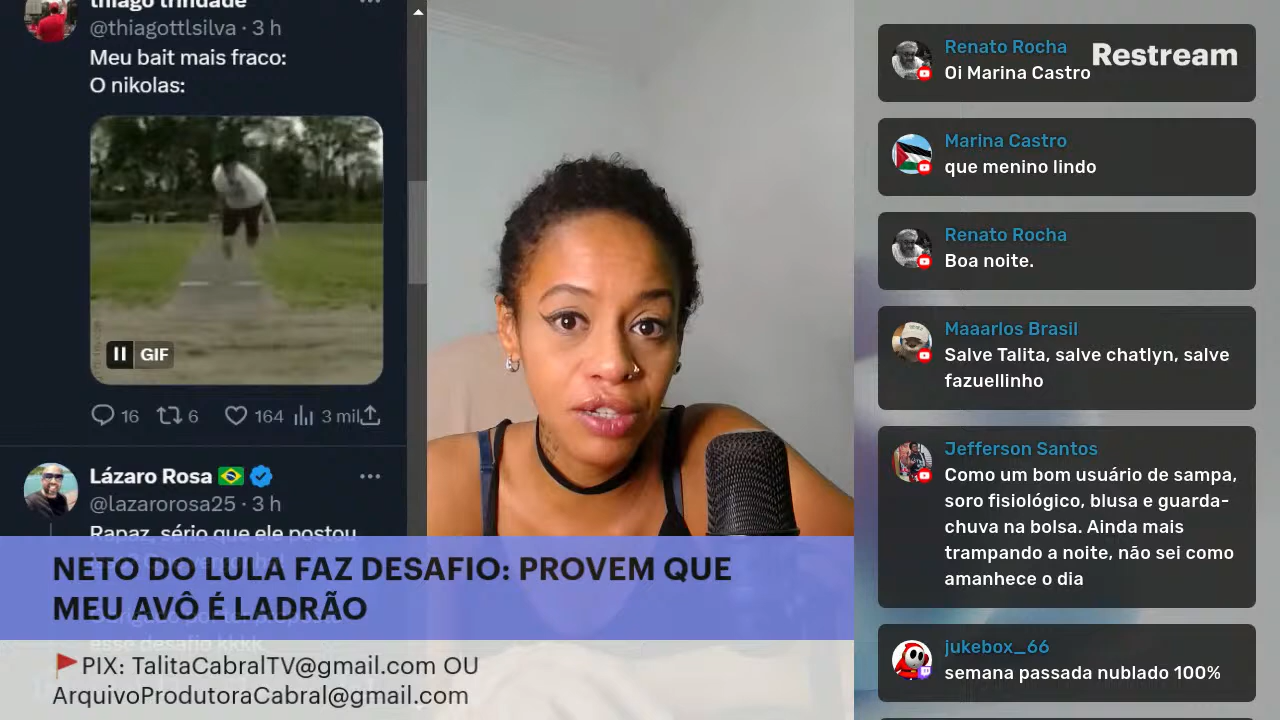 thiago trindade
@thiagottlsilva · 3 h
Meu bait mais fraco:
O nikolas:
GIF
16
6
164
3 mil
Lázaro Rosa
@lazarorosa25 · 3 h
Rapaz, sério que ele postou
esse desafio kkkk
NETO DO LULA FAZ DESAFIO: PROVEM QUE
MEU AVÔ É LADRÃO
PIX: TalitaCabralTV@gmail.com OU
ArquivoProdutoraCabral@gmail.com
Restream
Renato Rocha
Oi Marina Castro
Marina Castro
que menino lindo
Renato Rocha
Boa noite.
Maaarlos Brasil
Salve Talita, salve chatlyn, salve
fazuellinho
Jefferson Santos
Como um bom usuário de sampa,
soro fisiológico, blusa e guarda-
chuva na bolsa. Ainda mais
trampando a noite, não sei como
amanhece o dia
jukebox_66
semana passada nublado 100%